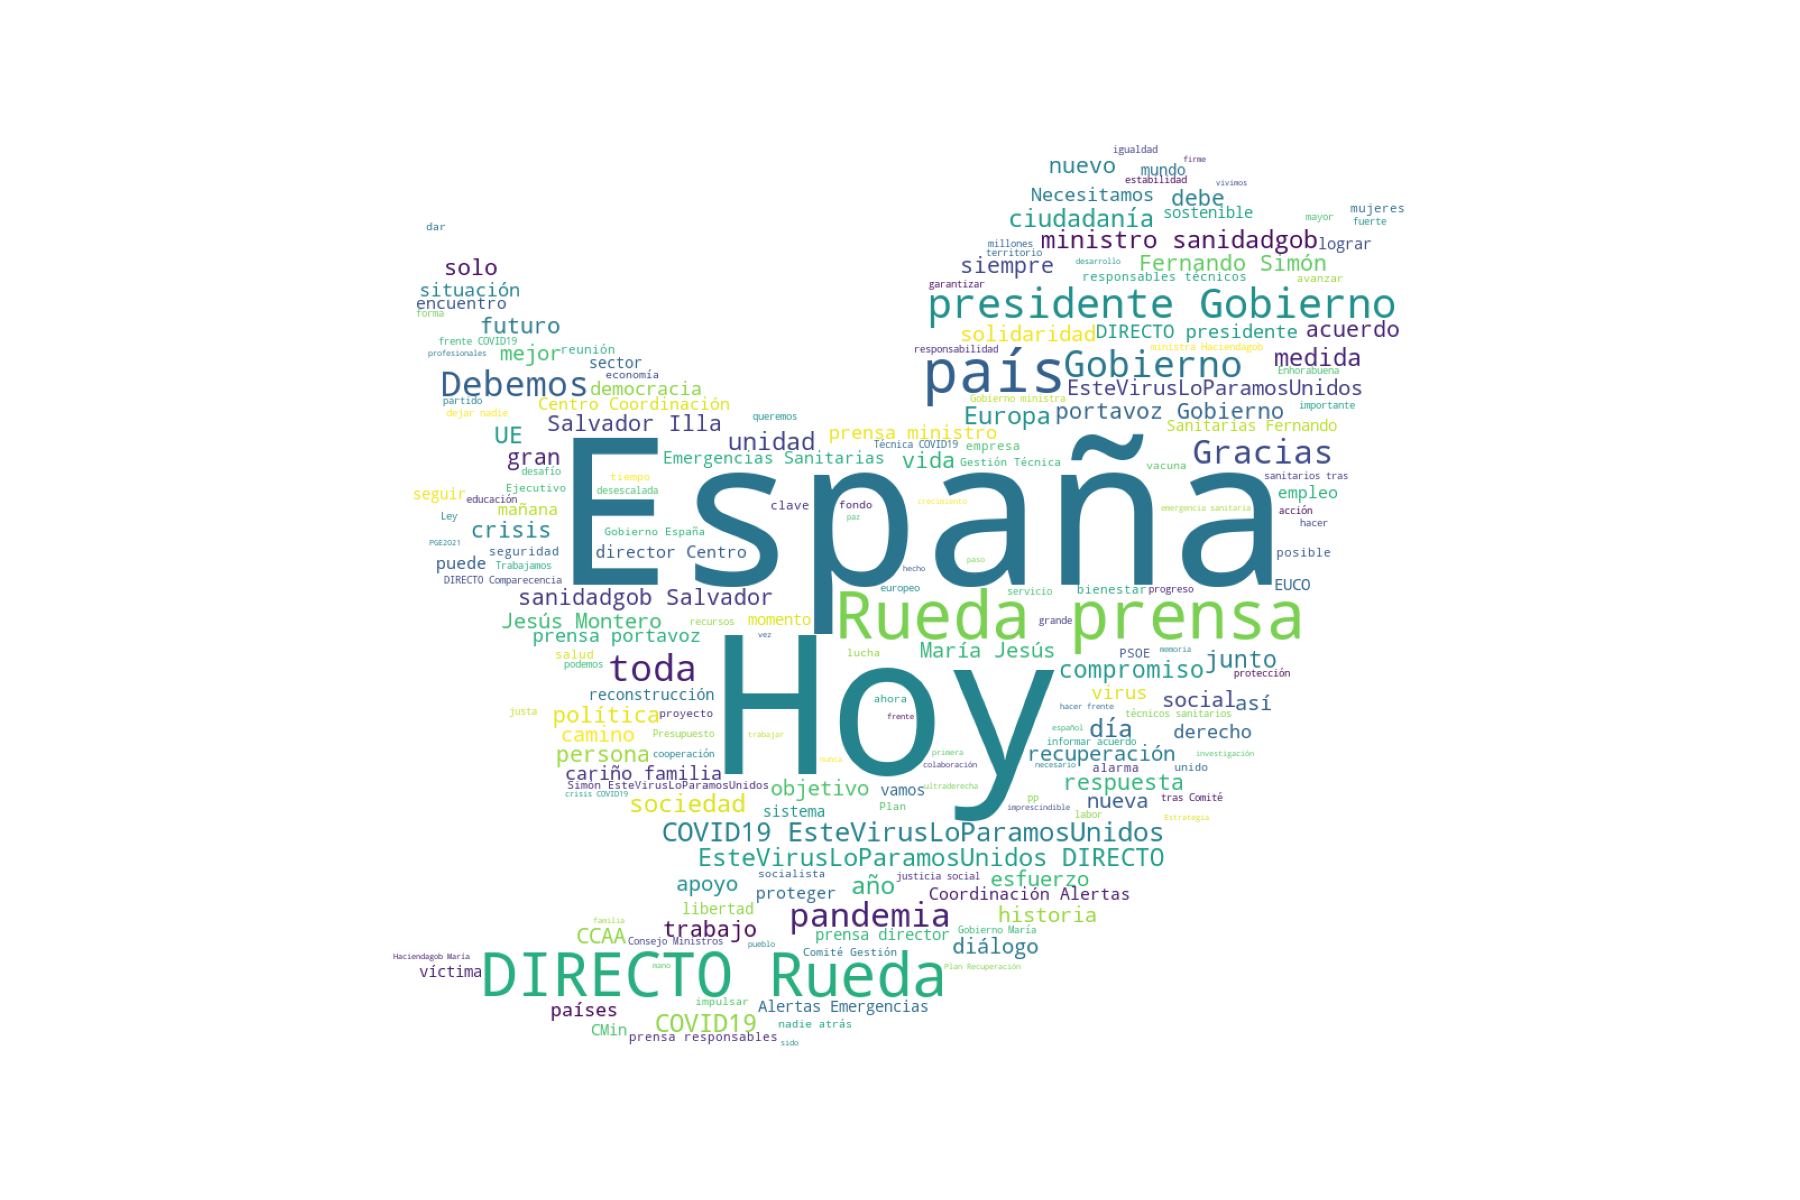 igualdad
firme
nuevo
mundo
estabilidad
vivimos
Necesitamos
debe
ciudadanía
sostenible
mayor
mujeres
fuerte
dar
millones
territorio
ministro sanidadgob
lograr
solo
siempre
desarrollo
Fernando Simón
situación
garantizar
responsables técnicos
avanzar
encuentro
forma
presidente Gobierno
futuro
solidaridad
DIRECTO presidente
acuerdo
frente COVID19
profesionales
mejor
reunión
responsabilidad
ministra Haciendagob
sector
economía
país
Gobierno
medida
Enhorabuena
Debemos
democracia
EsteVirusLoParamosUnidos
partido
dejar nadie
Centro Coordinación
queremos
Gobierno ministra
Europa
portavoz Gobierno
importante
Salvador Illa
Sanitarias Fernando
UE
unidad
prensa ministro
Técnica COVID19
empresa
gran
desafío
Emergencias Sanitarias
vida
Gestión Técnica
vacuna
Gracias
tiempo
sanitarios tras
seguir
educación
Ejecutivo
desescalada
España
clave
fondo
crecimiento
emergencia sanitaria
empleo
acción
Ley
mañana
paz
hacer
crisis
Gobierno España
PGE2021
seguridad
director Centro
posible
puede
Trabajamos
hecho
paso
DIRECTO Comparecencia
europeo
servicio
bienestar
progreso
EUCO
sanidadgob Salvador
Rueda prensa
Jesús Montero
recursos
momento
grande
prensa portavoz
vez
salud
podemos
toda
lucha
María Jesús
PSOE
memoria
junto
compromiso
protección
reconstrucción
Hoy
ahora
virus
social
así
justa
política
proyecto
frente
hacer frente
técnicos sanitarios
camino
Presupuesto
trabajar
español
día
derecho
informar acuerdo
persona
cooperación
nunca
primera
colaboración
recuperación
investigación
necesario
alarma
unido
cariño familia
Simón EsteVirusLoParamosUnidos
crisis COVID19
objetivo
vamos
ultraderecha
respuesta
sociedad
sistema
Plan
pp
imprescindible
nueva
tras Comité
labor
Estrategia
COVID19 EsteVirusLoParamosUnidos
EsteVirusLoParamosUnidos DIRECTO
socialista
apoyo
proteger
año
justicia social
esfuerzo
Coordinación Alertas
libertad
familia
pandemia
historia
CCAA
trabajo
Consejo Ministros
pueblo
prensa director
Gobierno María
Comité Gestión
diálogo
Haciendagob María
víctima
mano
DIRECTO Rueda
Plan Recuperación
países
impulsar
Alertas Emergencias
CMin
COVID19
nadie atrás
prensa responsables
sido